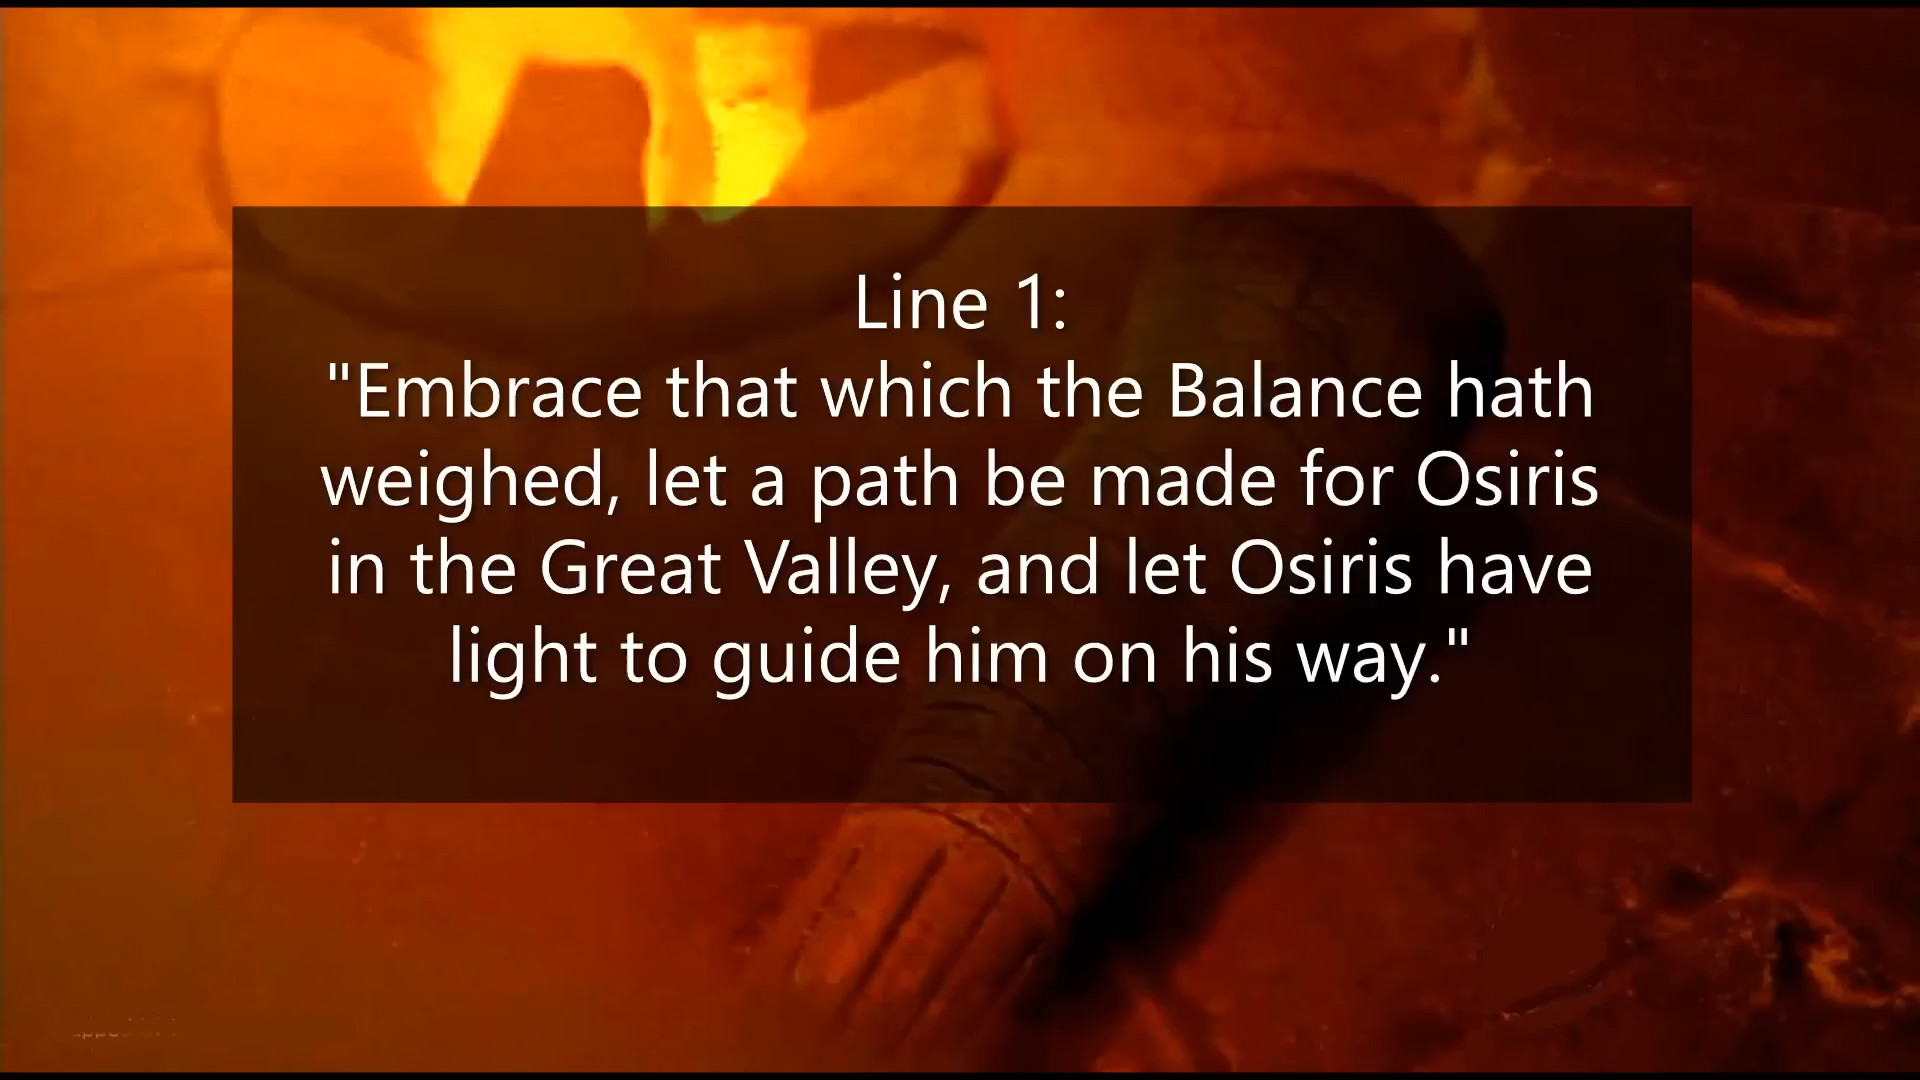 Line 1:
"Embrace that which the Balance hath
weighed, let a path be made for Osiris
in the Great Valley, and let Osiris have
light to guide him on his way."